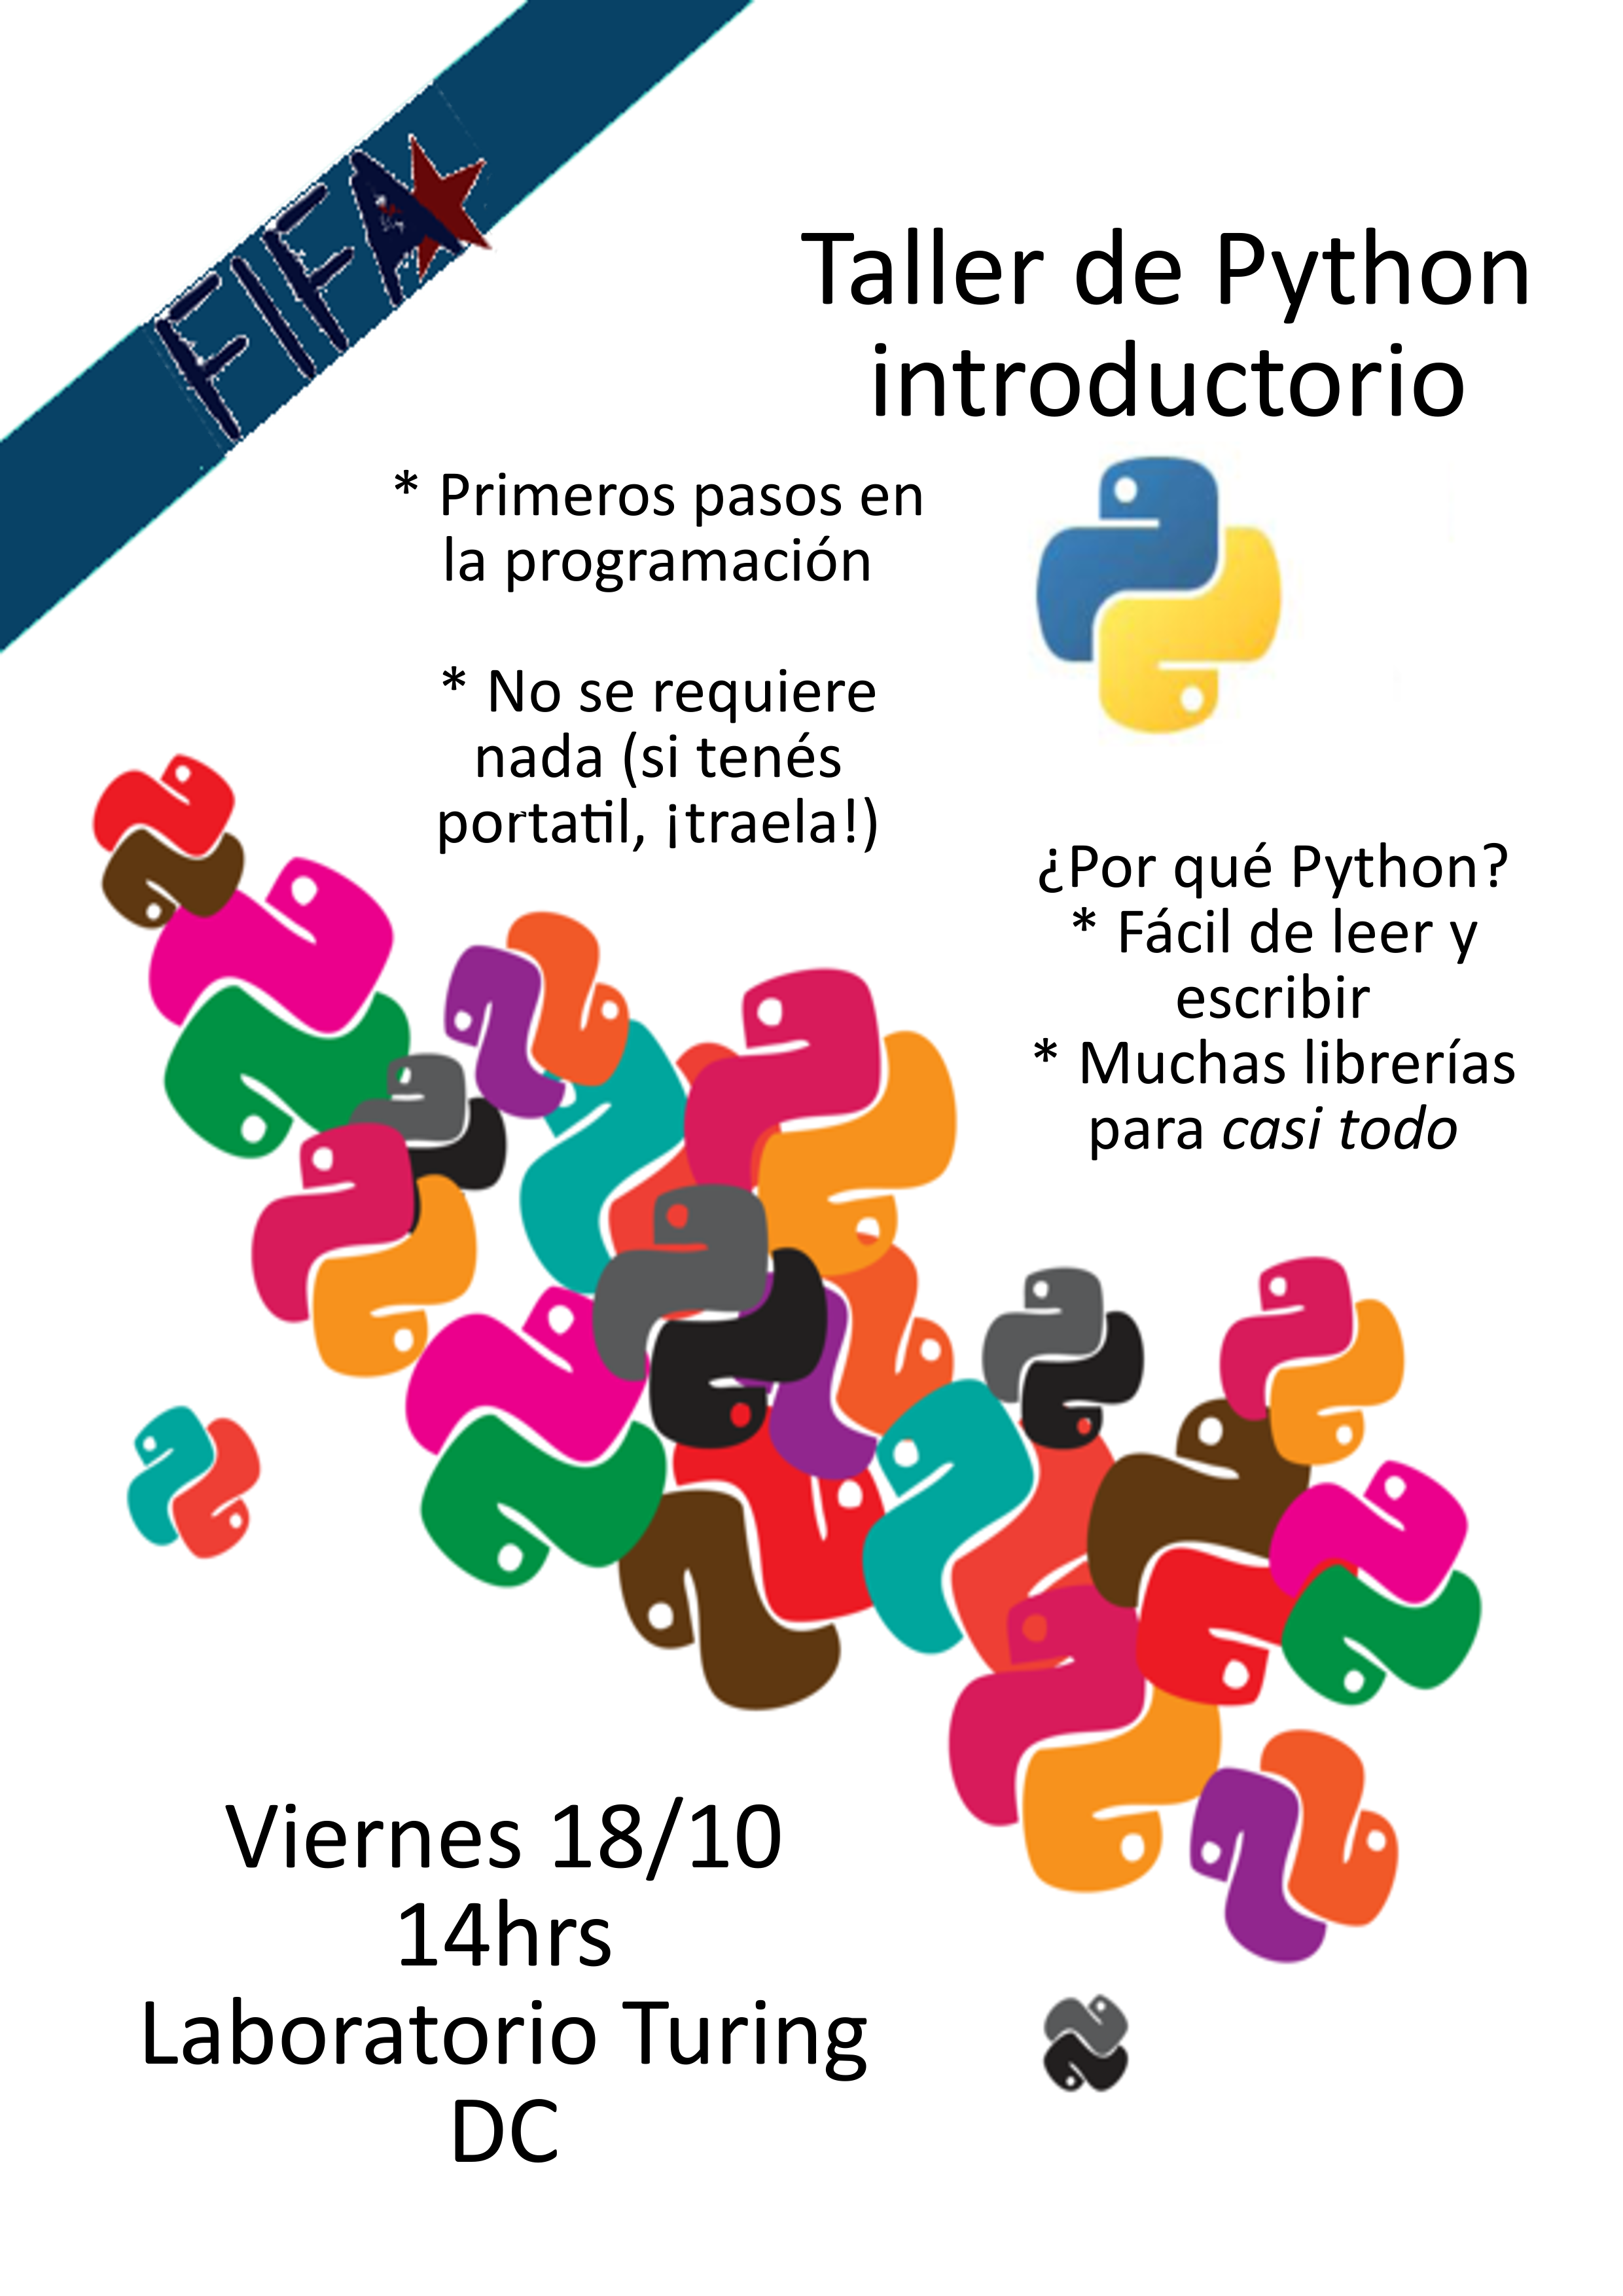 FIFA
Taller de Python
introductorio
* Primeros pasos en
la programación
* No se requiere
nada (si tenés
portatil, ¡traela!)
¿Por qué Python?
* Fácil de leer y
escribir
* Muchas librerías
para casi todo
Viernes 18/10
14hrs
Laboratorio Turing
DC